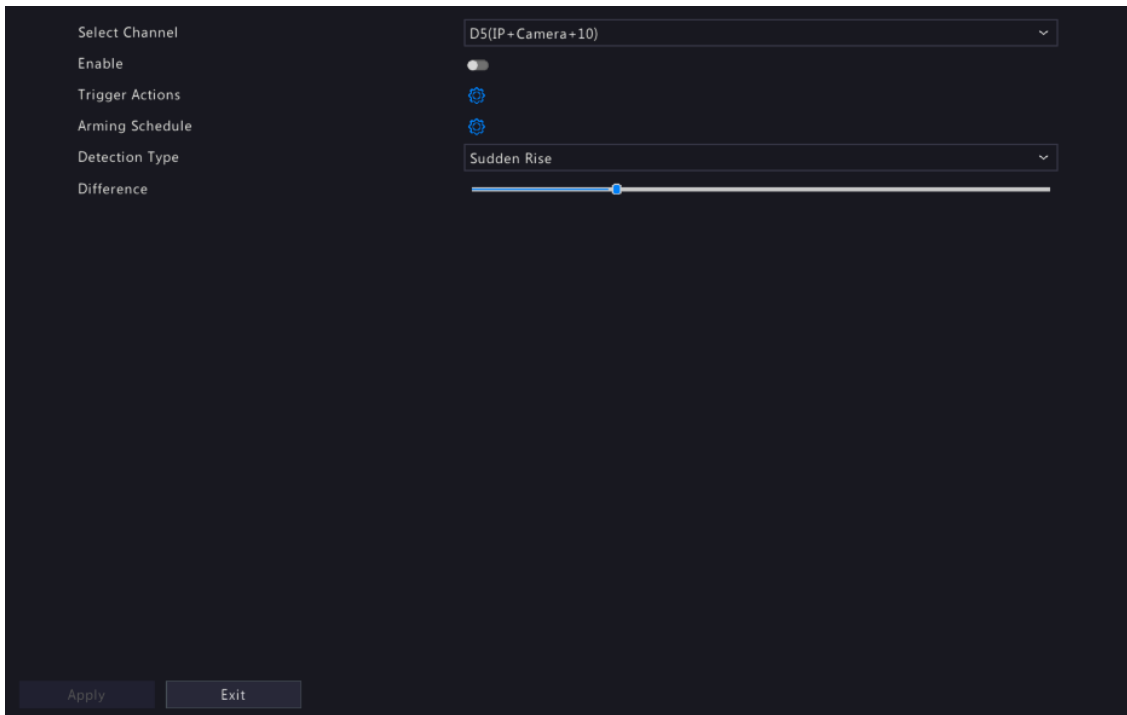 Select Channel D5(IP+Camera+10)
Enable
Trigger Actions
Arming Schedule
Detection Type Sudden Rise
Difference
Apply Exit